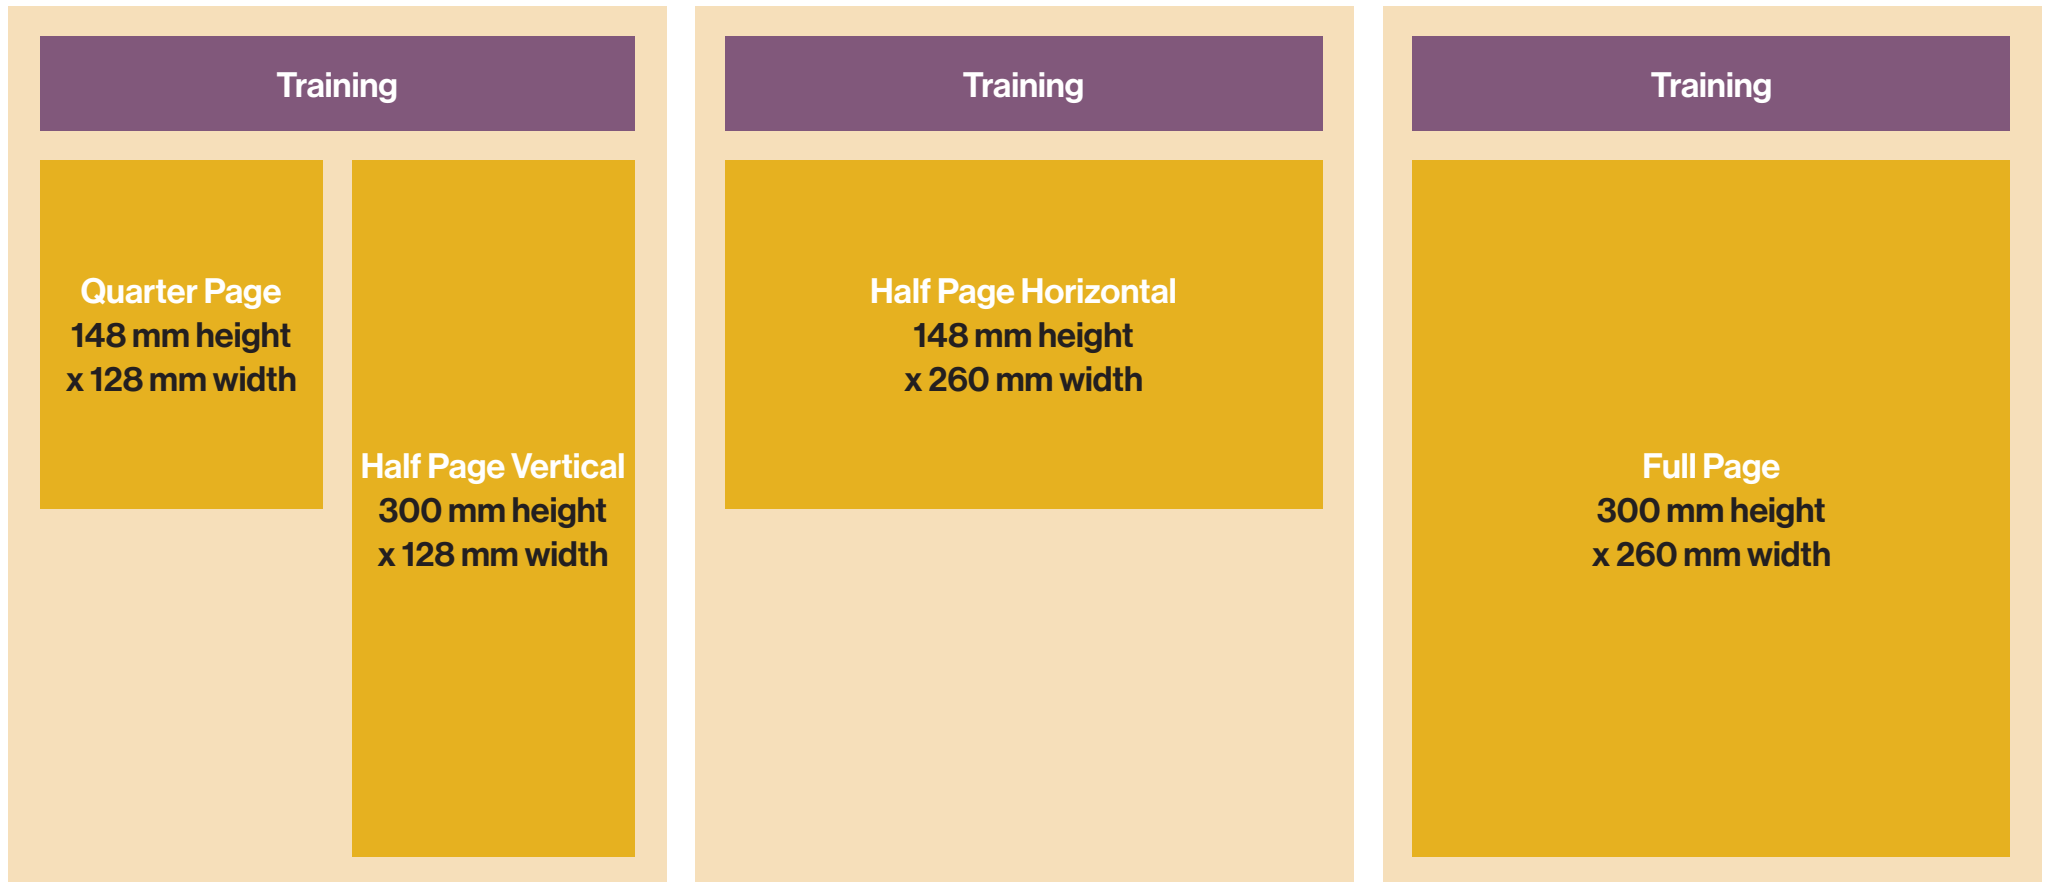 Training
Quarter Page
148 mm height
x 128 mm width
Half Page Vertical
300 mm height
x 128 mm width
Training
Half Page Horizontal
148 mm height
x 260 mm width
Training
Full Page
300 mm height
x 260 mm width